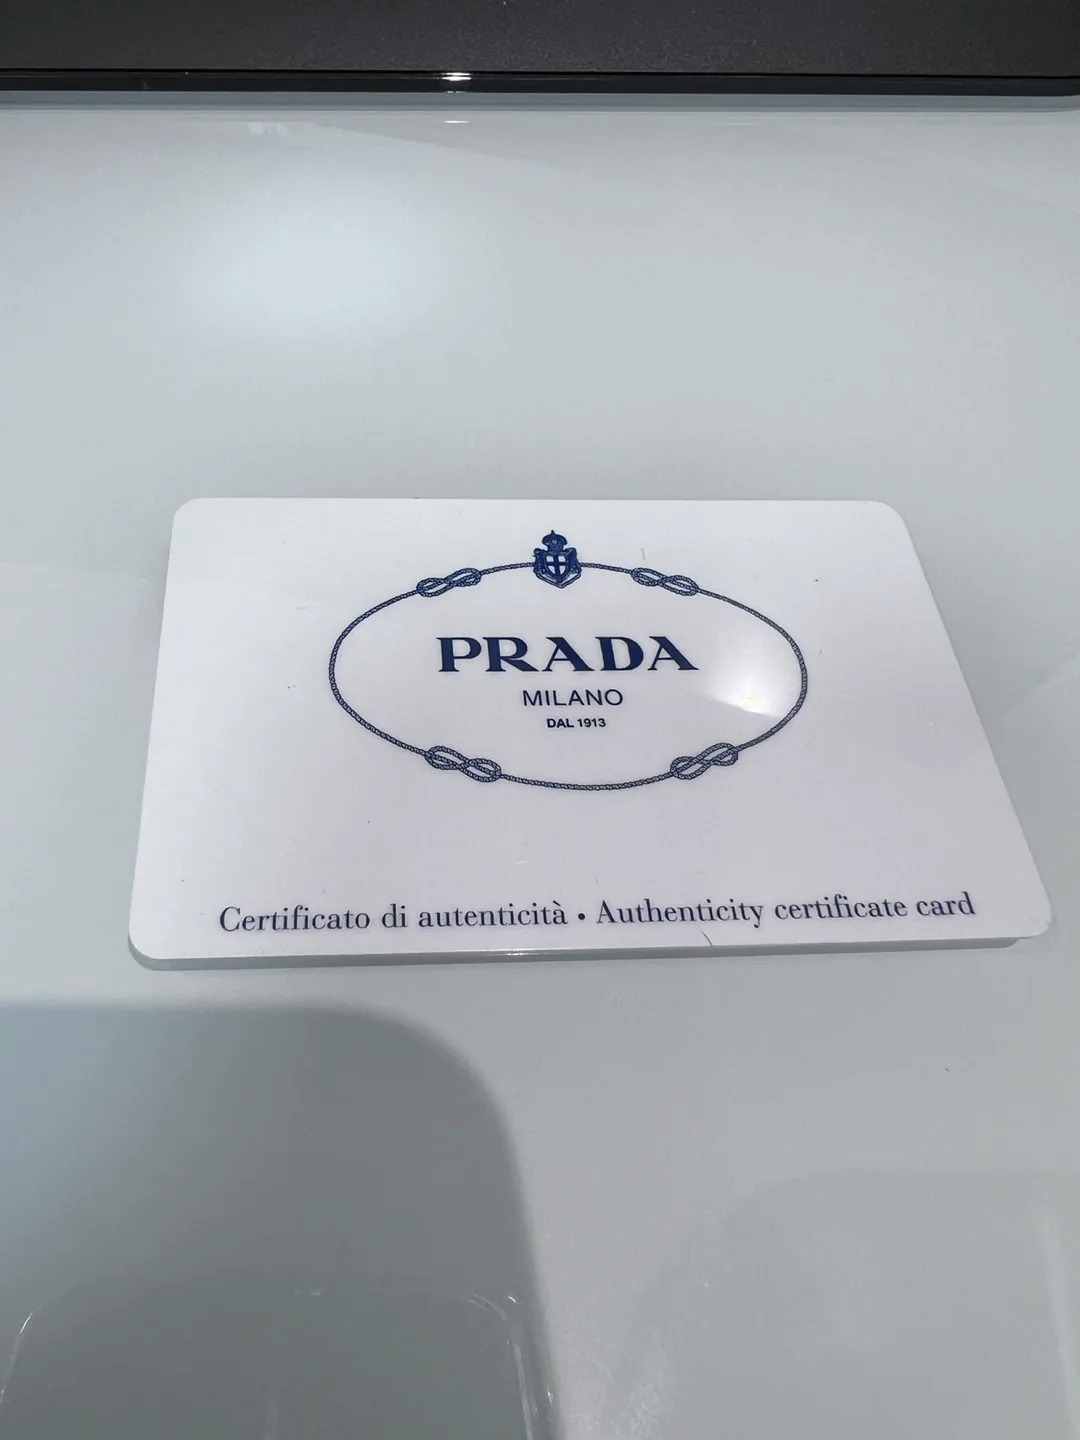 PRADA
MILANO
DAL 1913
Certificato di autenticità • Authenticity certificate card